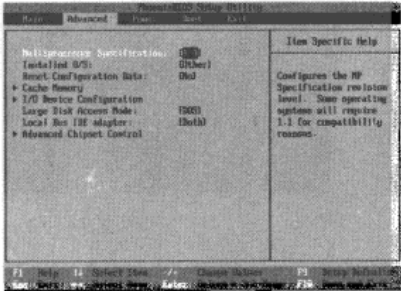 PhoenixBIOS Setup Utility
Main Advanced Power Boot Exit
Multiprocessor Specification:
Installed O/S: [Other]
Reset Configuration Data: [No]
▶ Cache Memory
▶ I/O Device Configuration
Large Disk Access Mode: [DOS]
Local Bus IDE adapter: [Both]
▶ Advanced Chipset Control
Item Specific Help
Configures the MP
Specification revision
level. Some operating
systems will require
1.1 for compatibility
reasons.
F1 Help ↑↓ Select Item -/+ Change Values F9 Setup Defaults
Enter F10